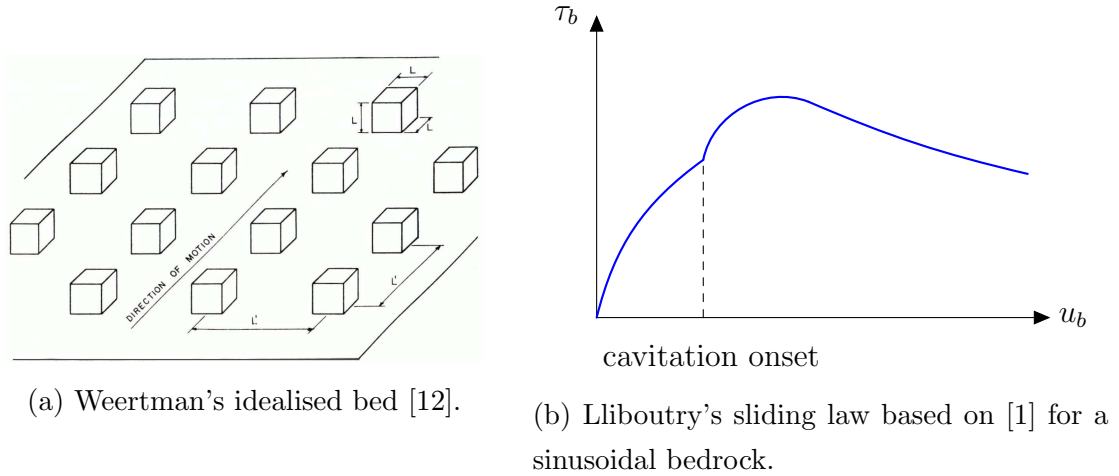 L
L
L
DIRECTION OF MOTION
L'
L'
(a) Weertman's idealised bed [12].
τ_b
u_b
cavitation onset
(b) Lliboutry's sliding law based on [1] for a
sinusoidal bedrock.